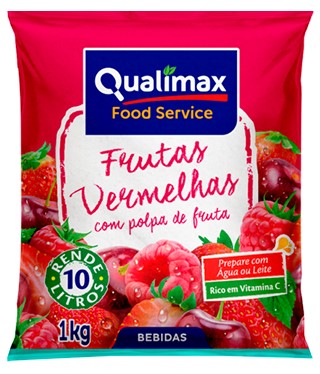 Qualimax
Food Service
Frutas
Vermelhas
com polpa de fruta
RENDE
10
LITROS
Prepare com
Água ou Leite
Rico em Vitamina C
1kg
BEBIDAS